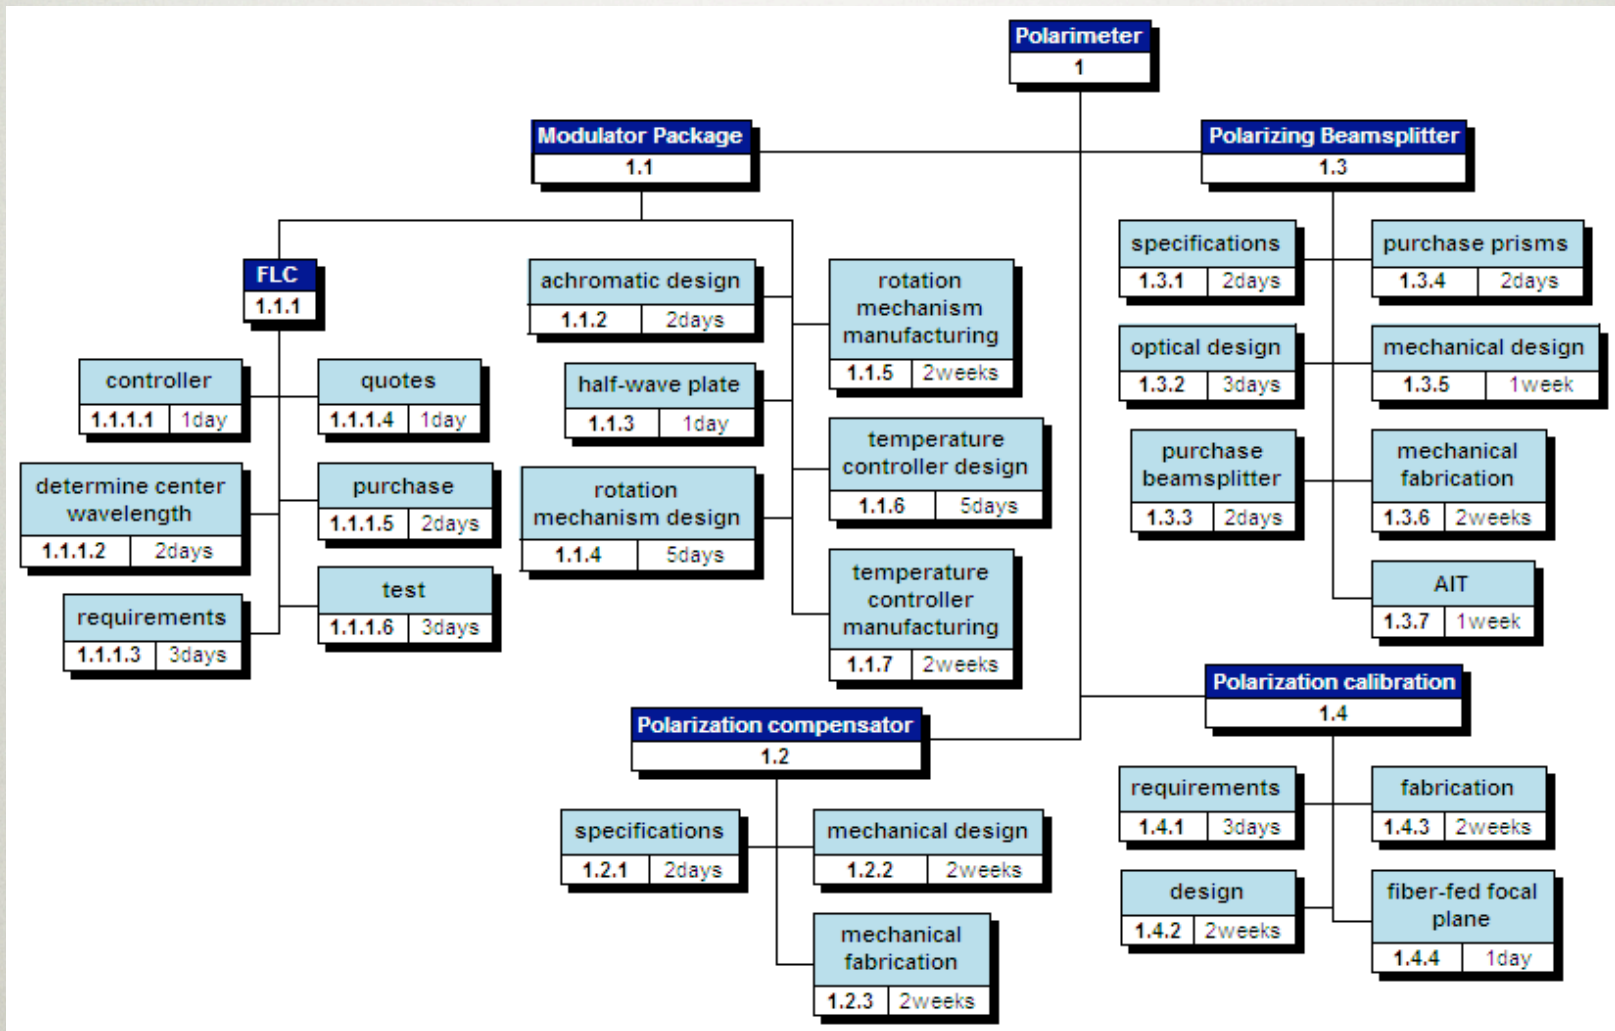 Polarimeter
1
Modulator Package
1.1
Polarizing Beamsplitter
1.3
FLC
1.1.1
controller
1.1.1.1 1day
quotes
1.1.1.4 1day
determine center
wavelength
1.1.1.2 2days
purchase
1.1.1.5 2days
requirements
1.1.1.3 3days
test
1.1.1.6 3days
achromatic design
1.1.2 2days
rotation
mechanism
manufacturing
1.1.5 2weeks
half-wave plate
1.1.3 1day
temperature
controller design
1.1.6 5days
rotation
mechanism design
1.1.4 5days
temperature
controller
manufacturing
1.1.7 2weeks
specifications
1.3.1 2days
purchase prisms
1.3.4 2days
optical design
1.3.2 3days
mechanical design
1.3.5 1week
purchase
beamsplitter
1.3.3 2days
mechanical
fabrication
1.3.6 2weeks
AIT
1.3.7 1week
Polarization compensator
1.2
specifications
1.2.1 2days
mechanical design
1.2.2 2weeks
mechanical
fabrication
1.2.3 2weeks
Polarization calibration
1.4
requirements
1.4.1 3days
fabrication
1.4.3 2weeks
design
1.4.2 2weeks
fiber-fed focal
plane
1.4.4 1day